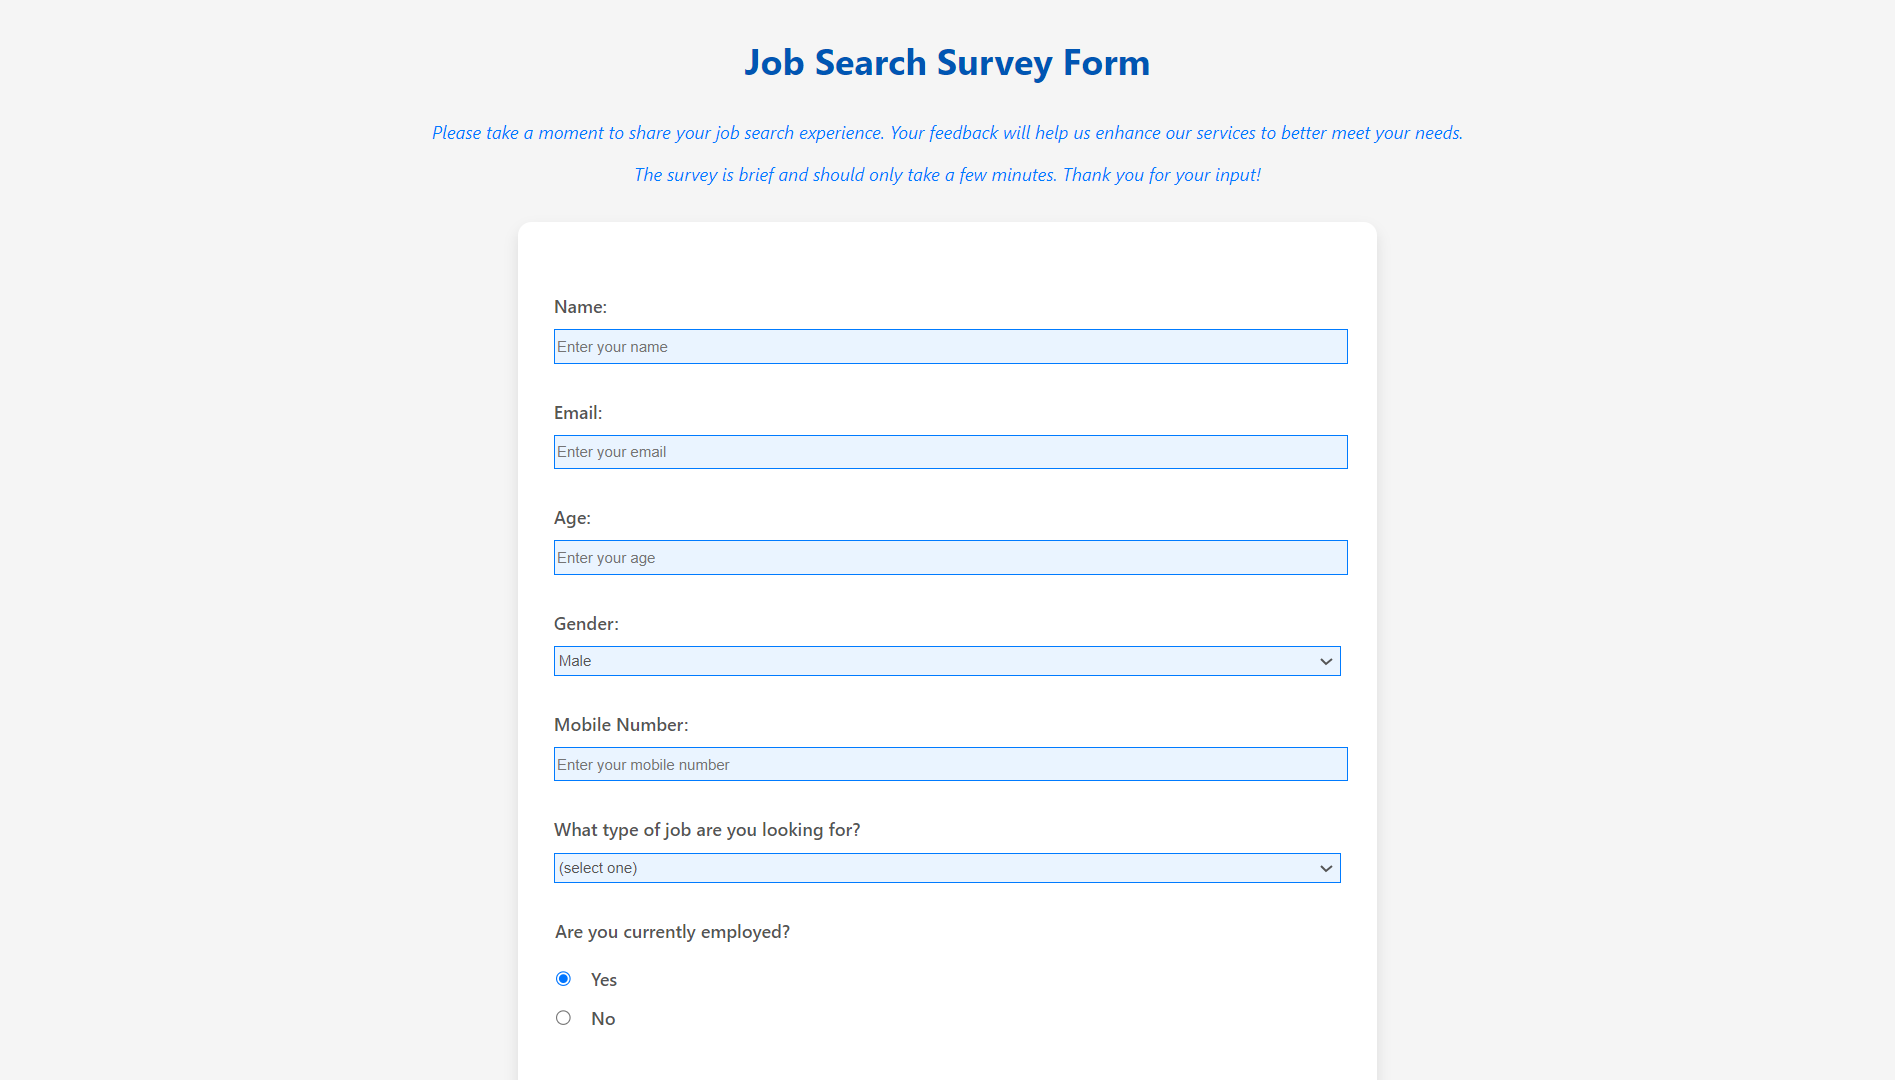 Job Search Survey Form
Please take a moment to share your job search experience. Your feedback will help us enhance our services to better meet your needs.
The survey is brief and should only take a few minutes. Thank you for your input!
Name:
Enter your name
Email:
Enter your email
Age:
Enter your age
Gender:
Male
Mobile Number:
Enter your mobile number
What type of job are you looking for?
(select one)
Are you currently employed?
Yes
No